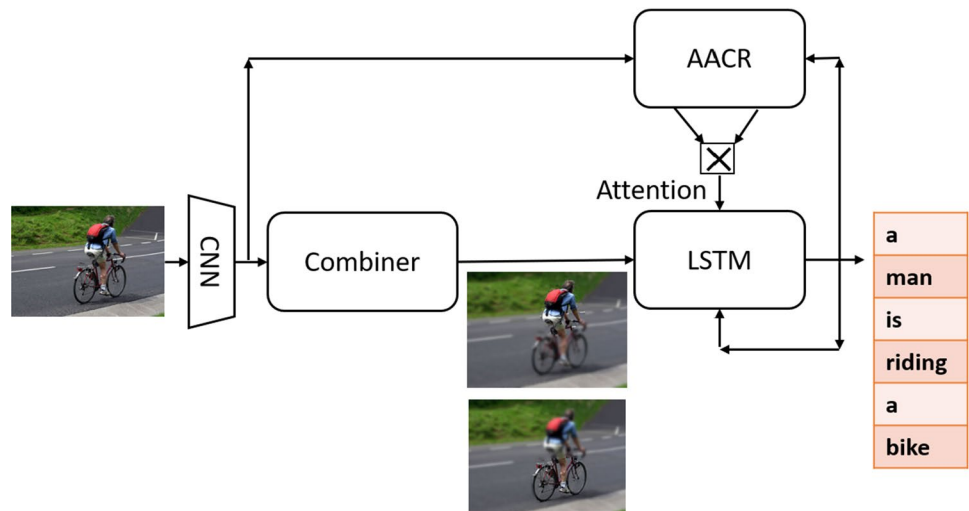 AACR
Attention
CNN
Combiner
LSTM
a
man
is
riding
a
bike